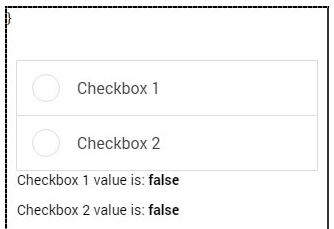 }
Checkbox 1
Checkbox 2
Checkbox 1 value is: false
Checkbox 2 value is: false